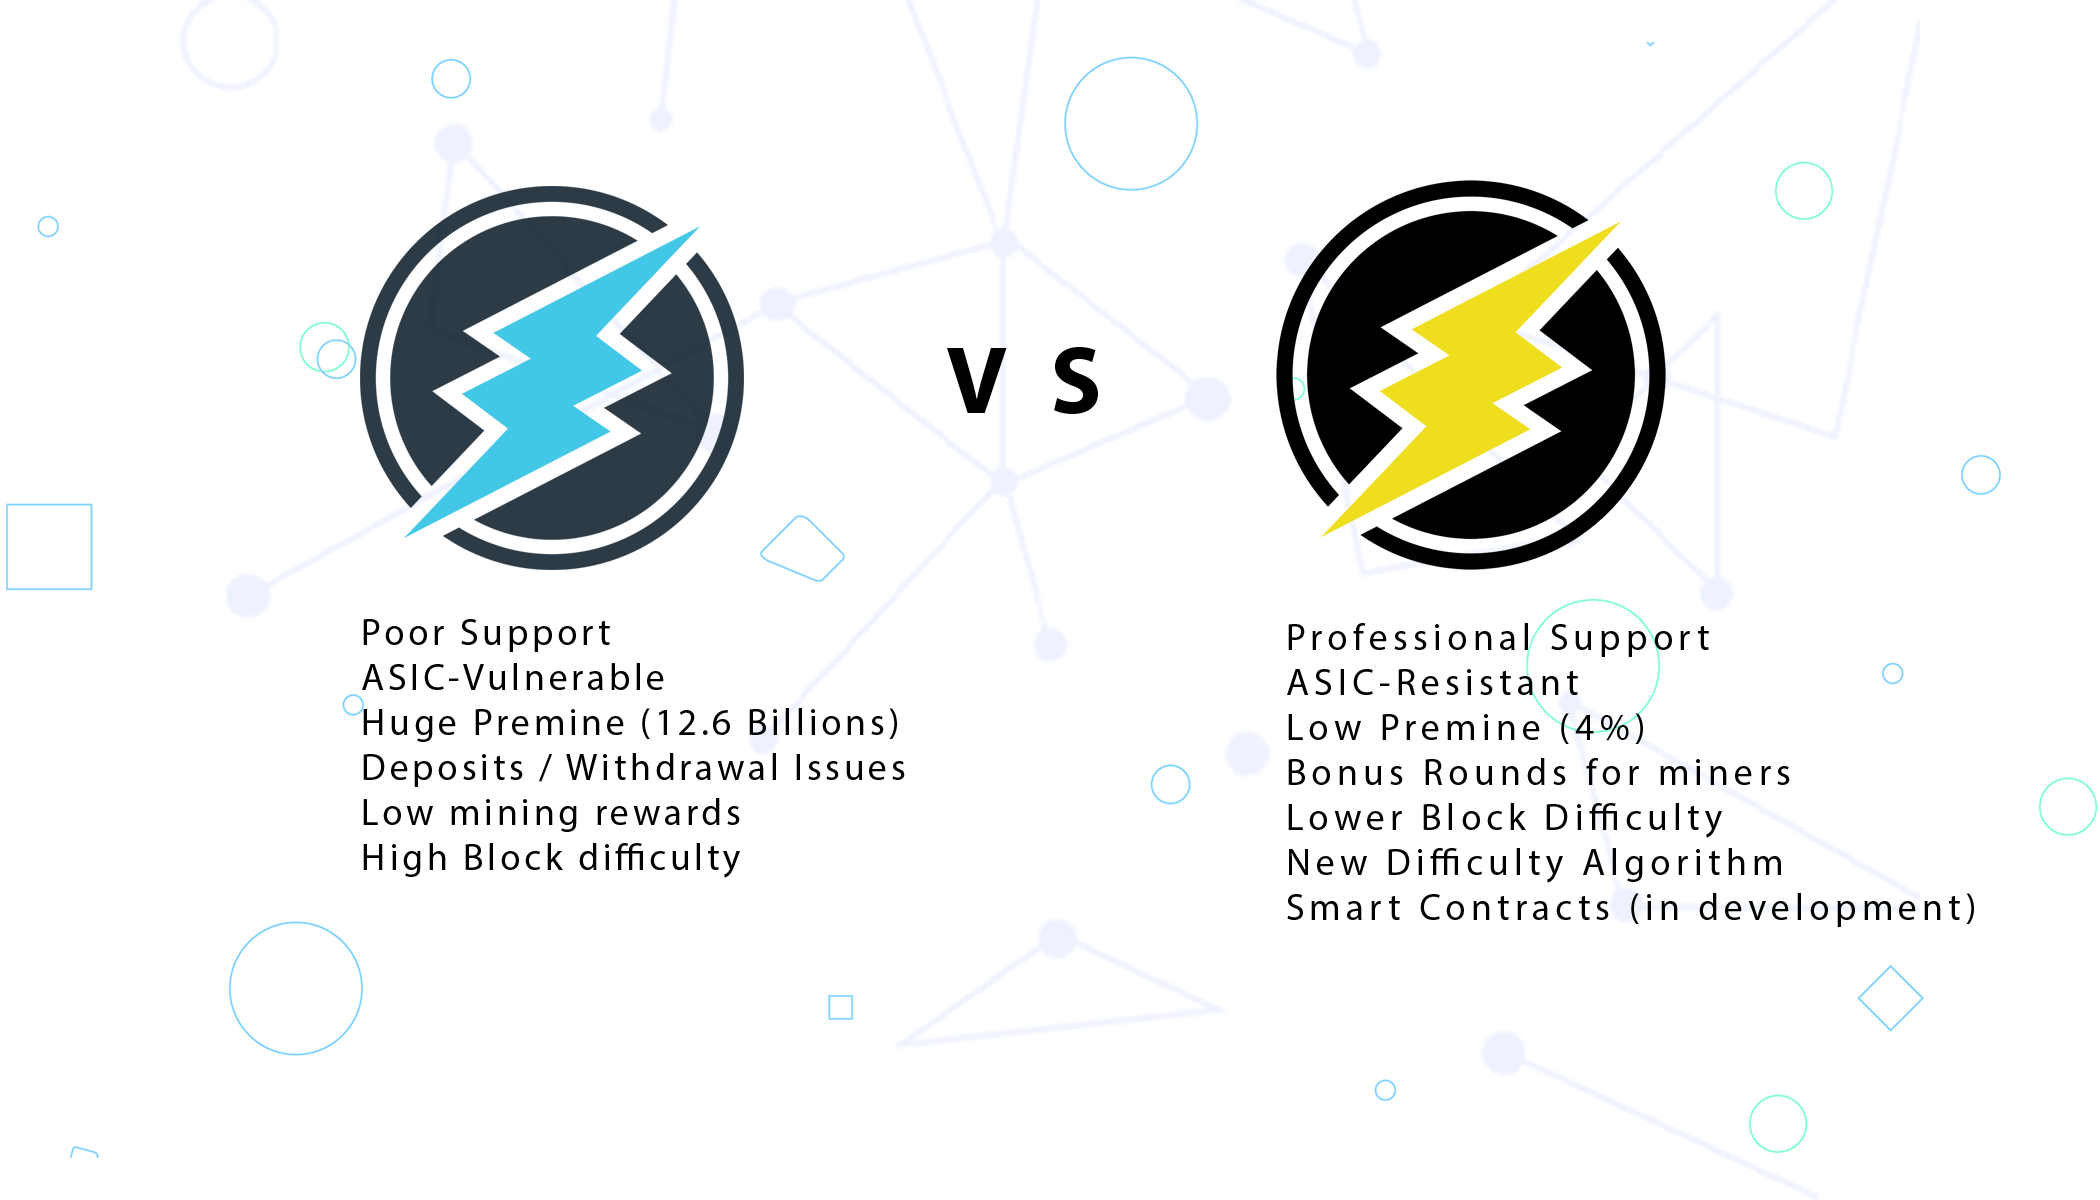 VS
Poor Support
ASIC-Vulnerable
Huge Premine (12.6 Billions)
Deposits / Withdrawal Issues
Low mining rewards
High Block difficulty
Professional Support
ASIC-Resistant
Low Premine (4%)
Bonus Rounds for miners
Lower Block Difficulty
New Difficulty Algorithm
Smart Contracts (in development)